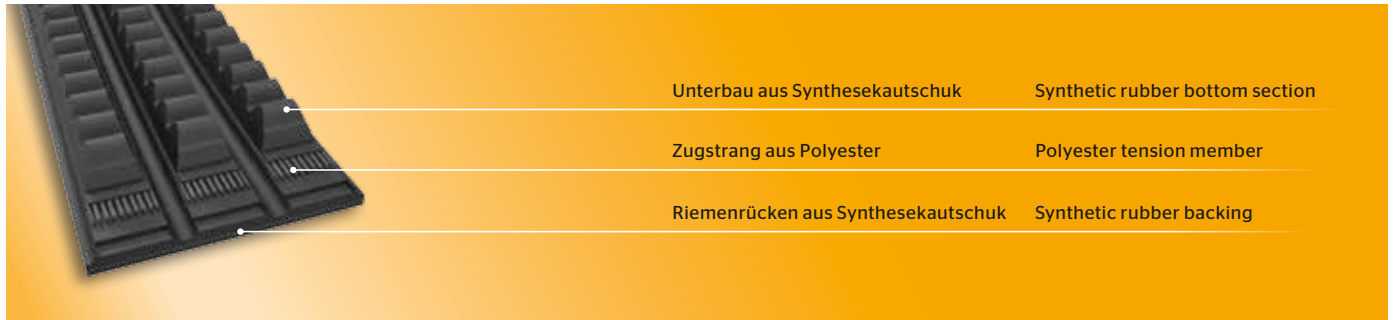 Unterbau aus Synthesekautschuk Synthetic rubber bottom section
Zugstrang aus Polyester Polyester tension member
Riemenrücken aus Synthesekautschuk Synthetic rubber backing